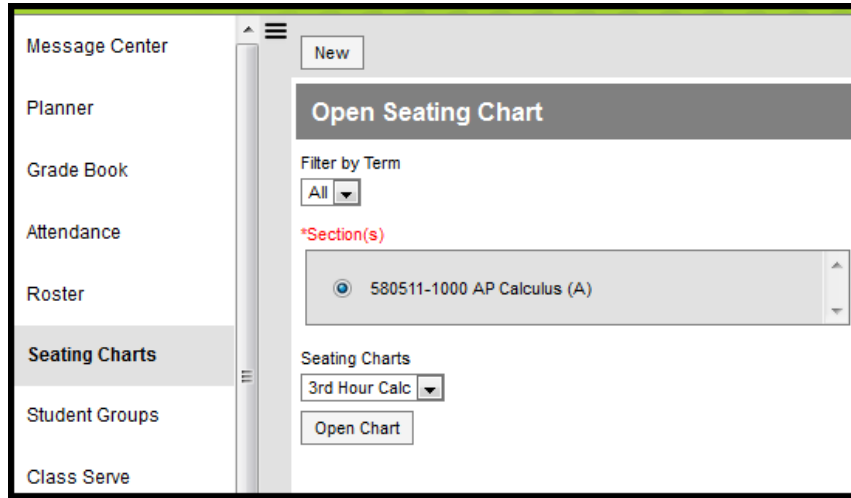 Message Center
Planner
Grade Book
Attendance
Roster
Seating Charts
Student Groups
Class Serve
New
Open Seating Chart
Filter by Term
All
*Section(s)
580511-1000 AP Calculus (A)
Seating Charts
3rd Hour Calc
Open Chart